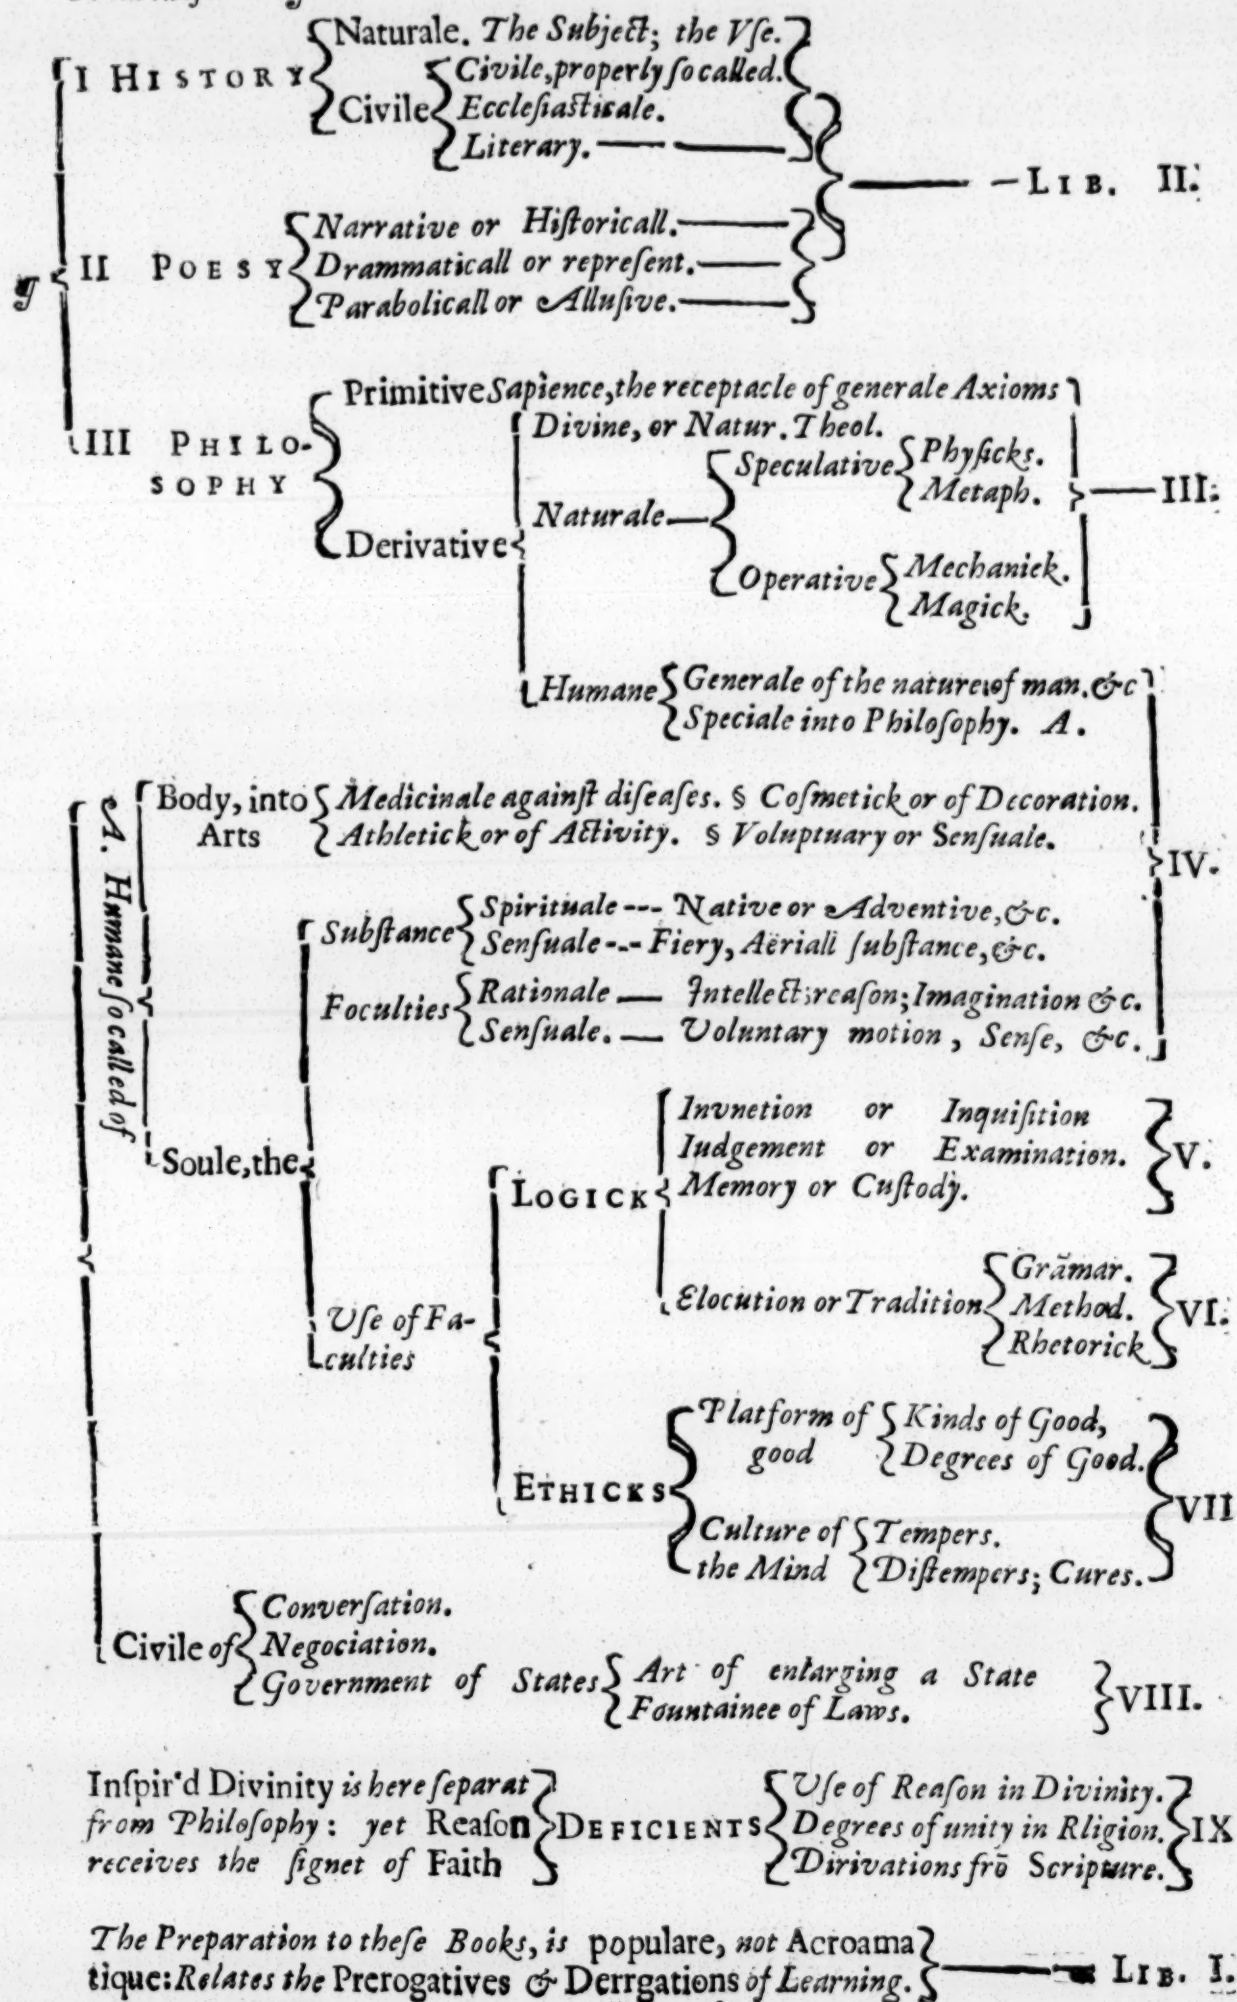 Naturale. The Subject; the Vſe.
I HISTORY
Civile, properly ſo called.
Civile
Eccleſiasticale.
Literary.
LIB. II.
Narrative or Hiſtoricall.
II POESY
Drammaticall or repreſent.
Parabolicall or Alluſive.
Primitive Sapience, the receptacle of generale Axioms
Divine, or Natur. Theol.
III PHILO-
SOPHY
Speculative
Phyſicks.
Metaph.
III.
Naturale
Derivative
Operative
Mechanick.
Magick.
Humane
Generale of the nature of man. &c
Speciale into Philoſophy. A.
A. Humane ſo called of
Body, into
Arts
Medicinale againſt diſeaſes. § Coſmetick or of Decoration.
Athletick or of Activity. § Voluptuary or Senſuale.
IV.
Subſtance
Spirituale --- Native or Adventive, &c.
Senſuale --- Fiery, Aëriall ſubſtance, &c.
Foculties
Rationale — Intellect; reaſon; Imagination &c.
Senſuale. — Voluntary motion, Senſe, &c.
Soule, the
LOGICK
Invnetion or Inquiſition
Iudgement or Examination.
Memory or Cuſtody.
V.
Elocution or Tradition
Grãmar.
Method.
Rhetorick
VI.
Vſe of Fa-
culties
Platform of
good
Kinds of Good,
Degrees of Good.
ETHICKS
VII
Culture of
the Mind
Tempers.
Diſtempers; Cures.
Civile of
Converſation.
Negociation.
Government of States
Art of enlarging a State
Fountainee of Laws.
VIII.
Inſpir'd Divinity is here ſeparat
from Philoſophy: yet Reaſon
receives the ſignet of Faith
DEFICIENTS
Vſe of Reaſon in Divinity.
Degrees of unity in Rligion.
Dirivations frõ Scripture.
IX
The Preparation to theſe Books, is populare, not Acroama
tique: Relates the Prerogatives & Derrgations of Learning.
LIB. I.